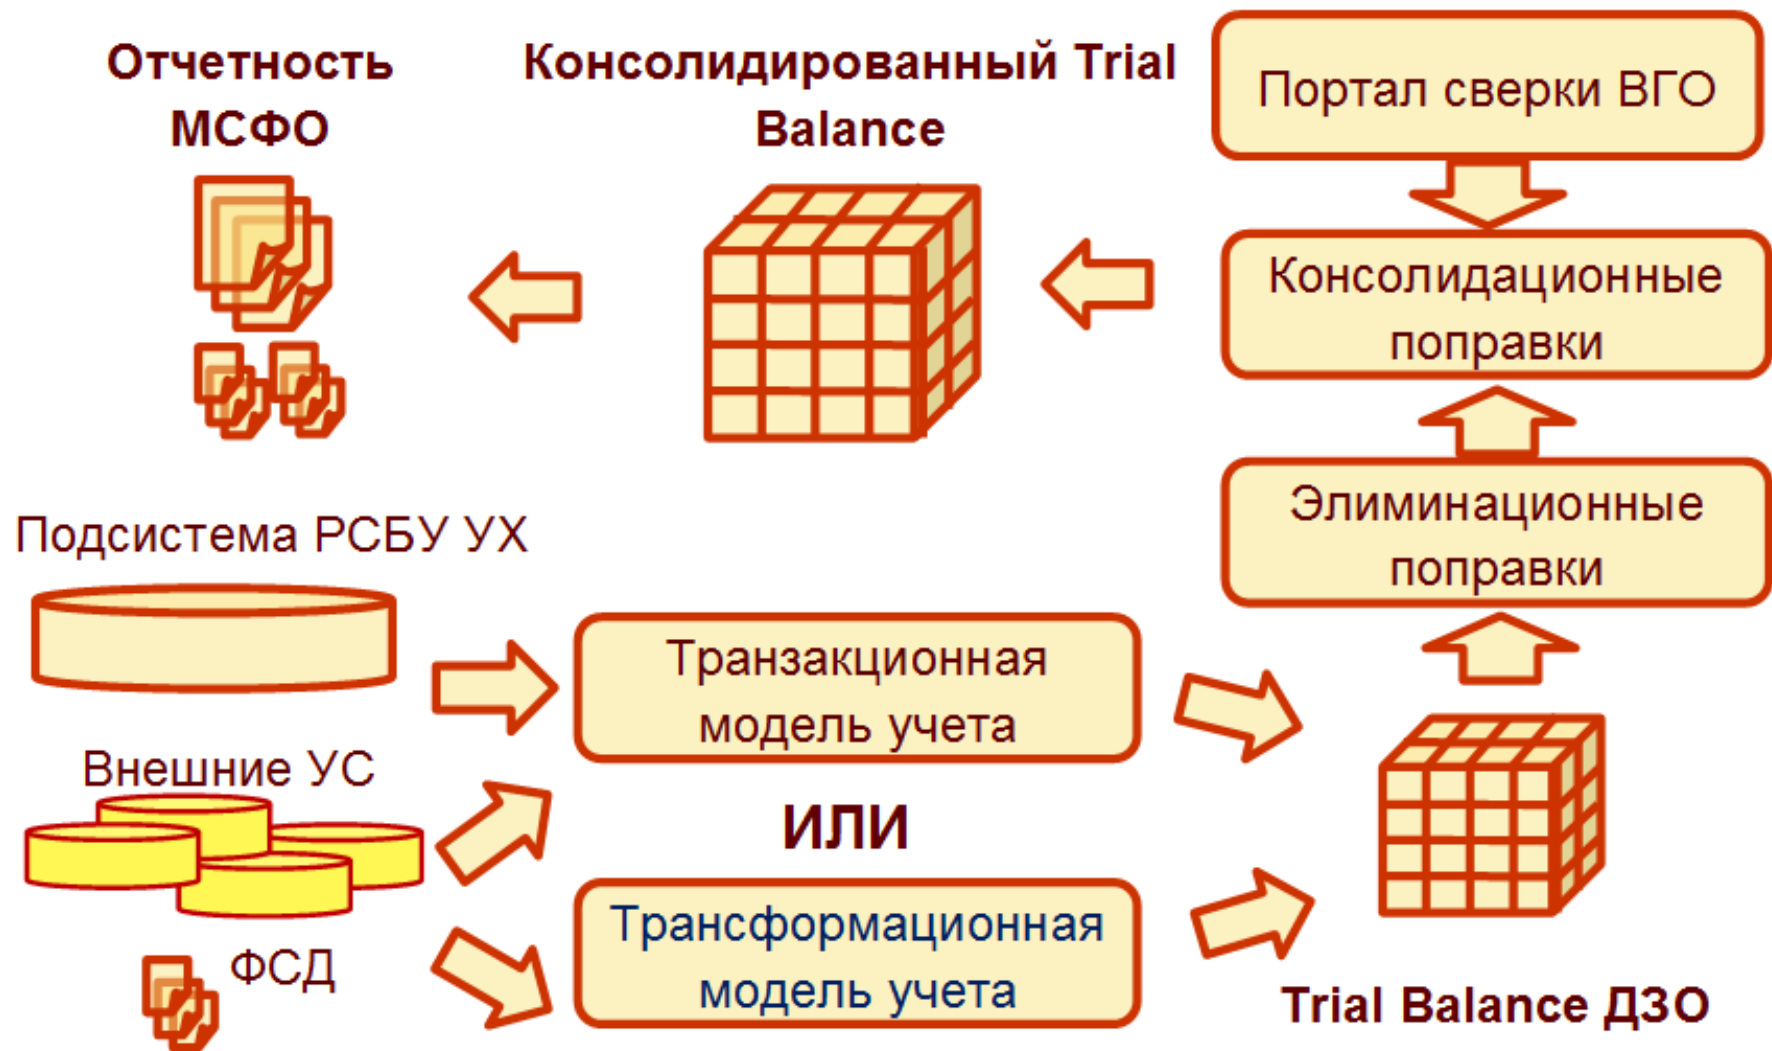 Отчетность
МСФО
Консолидированный Trial
Balance
Портал сверки ВГО
Консолидационные
поправки
Элиминационные
поправки
Подсистема РСБУ УХ
Транзакционная
модель учета
Внешние УС
ИЛИ
Трансформационная
модель учета
ФСД
Trial Balance ДЗО